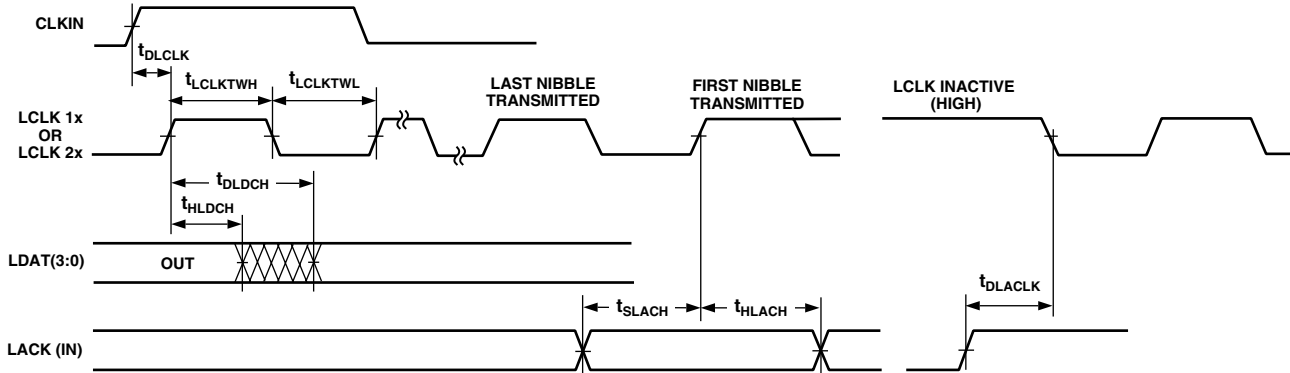 CLKIN
tDLCLK
tLCLKTWH
tLCLKTWL
LAST NIBBLE
TRANSMITTED
FIRST NIBBLE
TRANSMITTED
LCLK INACTIVE
(HIGH)
LCLK 1x
OR
LCLK 2x
tDLDCH
tHLDCH
LDAT(3:0)
OUT
tSLACH
tHLACH
tDLACLK
LACK (IN)